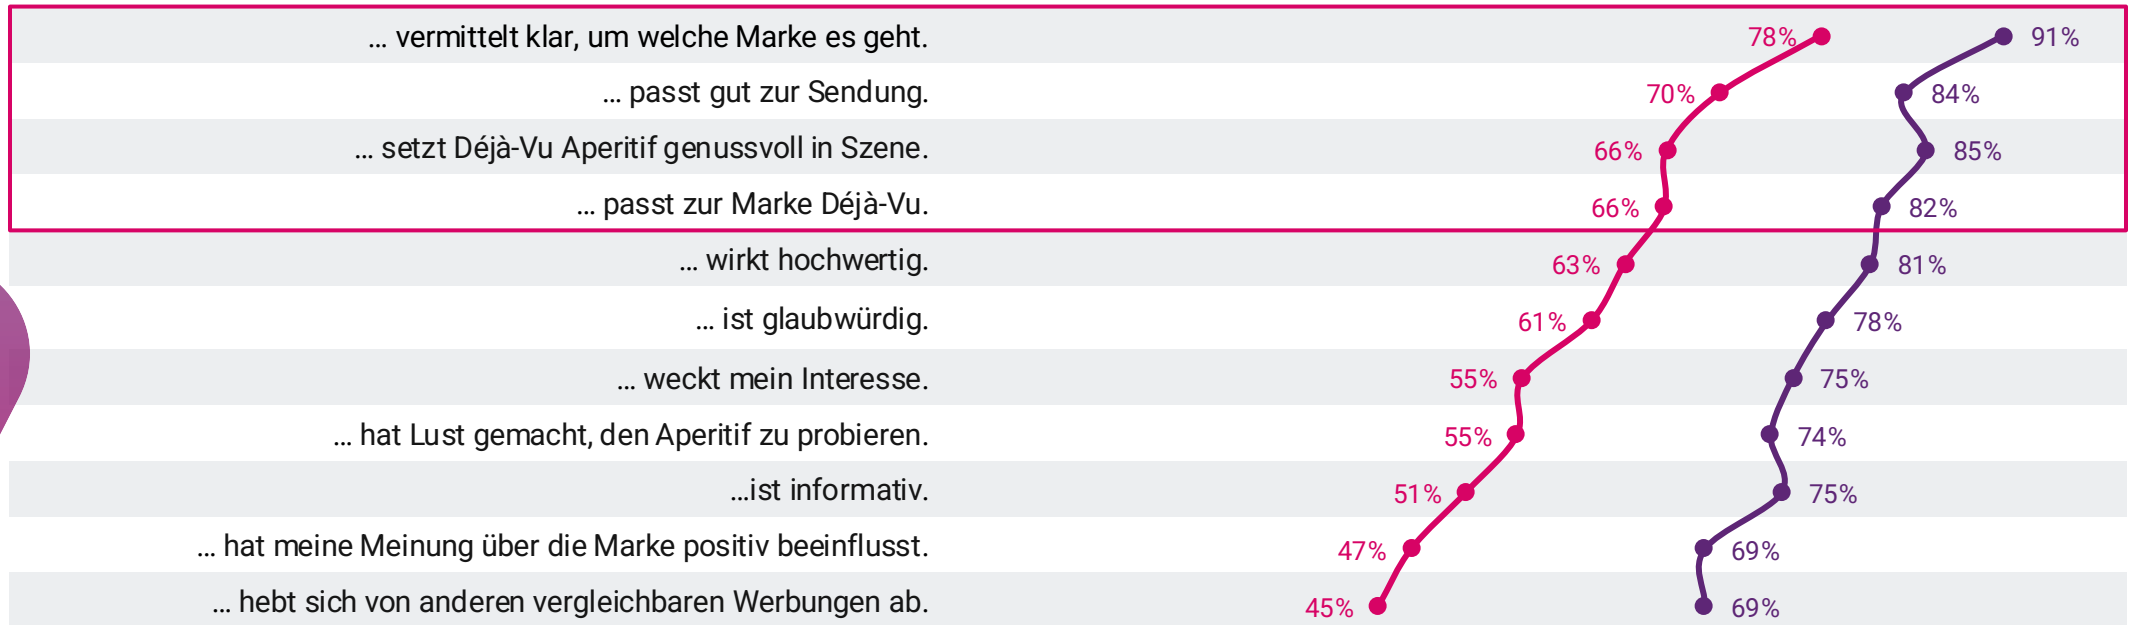 ... vermittelt klar, um welche Marke es geht. 78% 91%
... passt gut zur Sendung. 70% 84%
... setzt Déjà-Vu Aperitif genussvoll in Szene. 66% 85%
... passt zur Marke Déjà-Vu. 66% 82%
... wirkt hochwertig. 63% 81%
... ist glaubwürdig. 61% 78%
... weckt mein Interesse. 55% 75%
... hat Lust gemacht, den Aperitif zu probieren. 55% 74%
...ist informativ. 51% 75%
... hat meine Meinung über die Marke positiv beeinflusst. 47% 69%
... hebt sich von anderen vergleichbaren Werbungen ab. 45% 69%